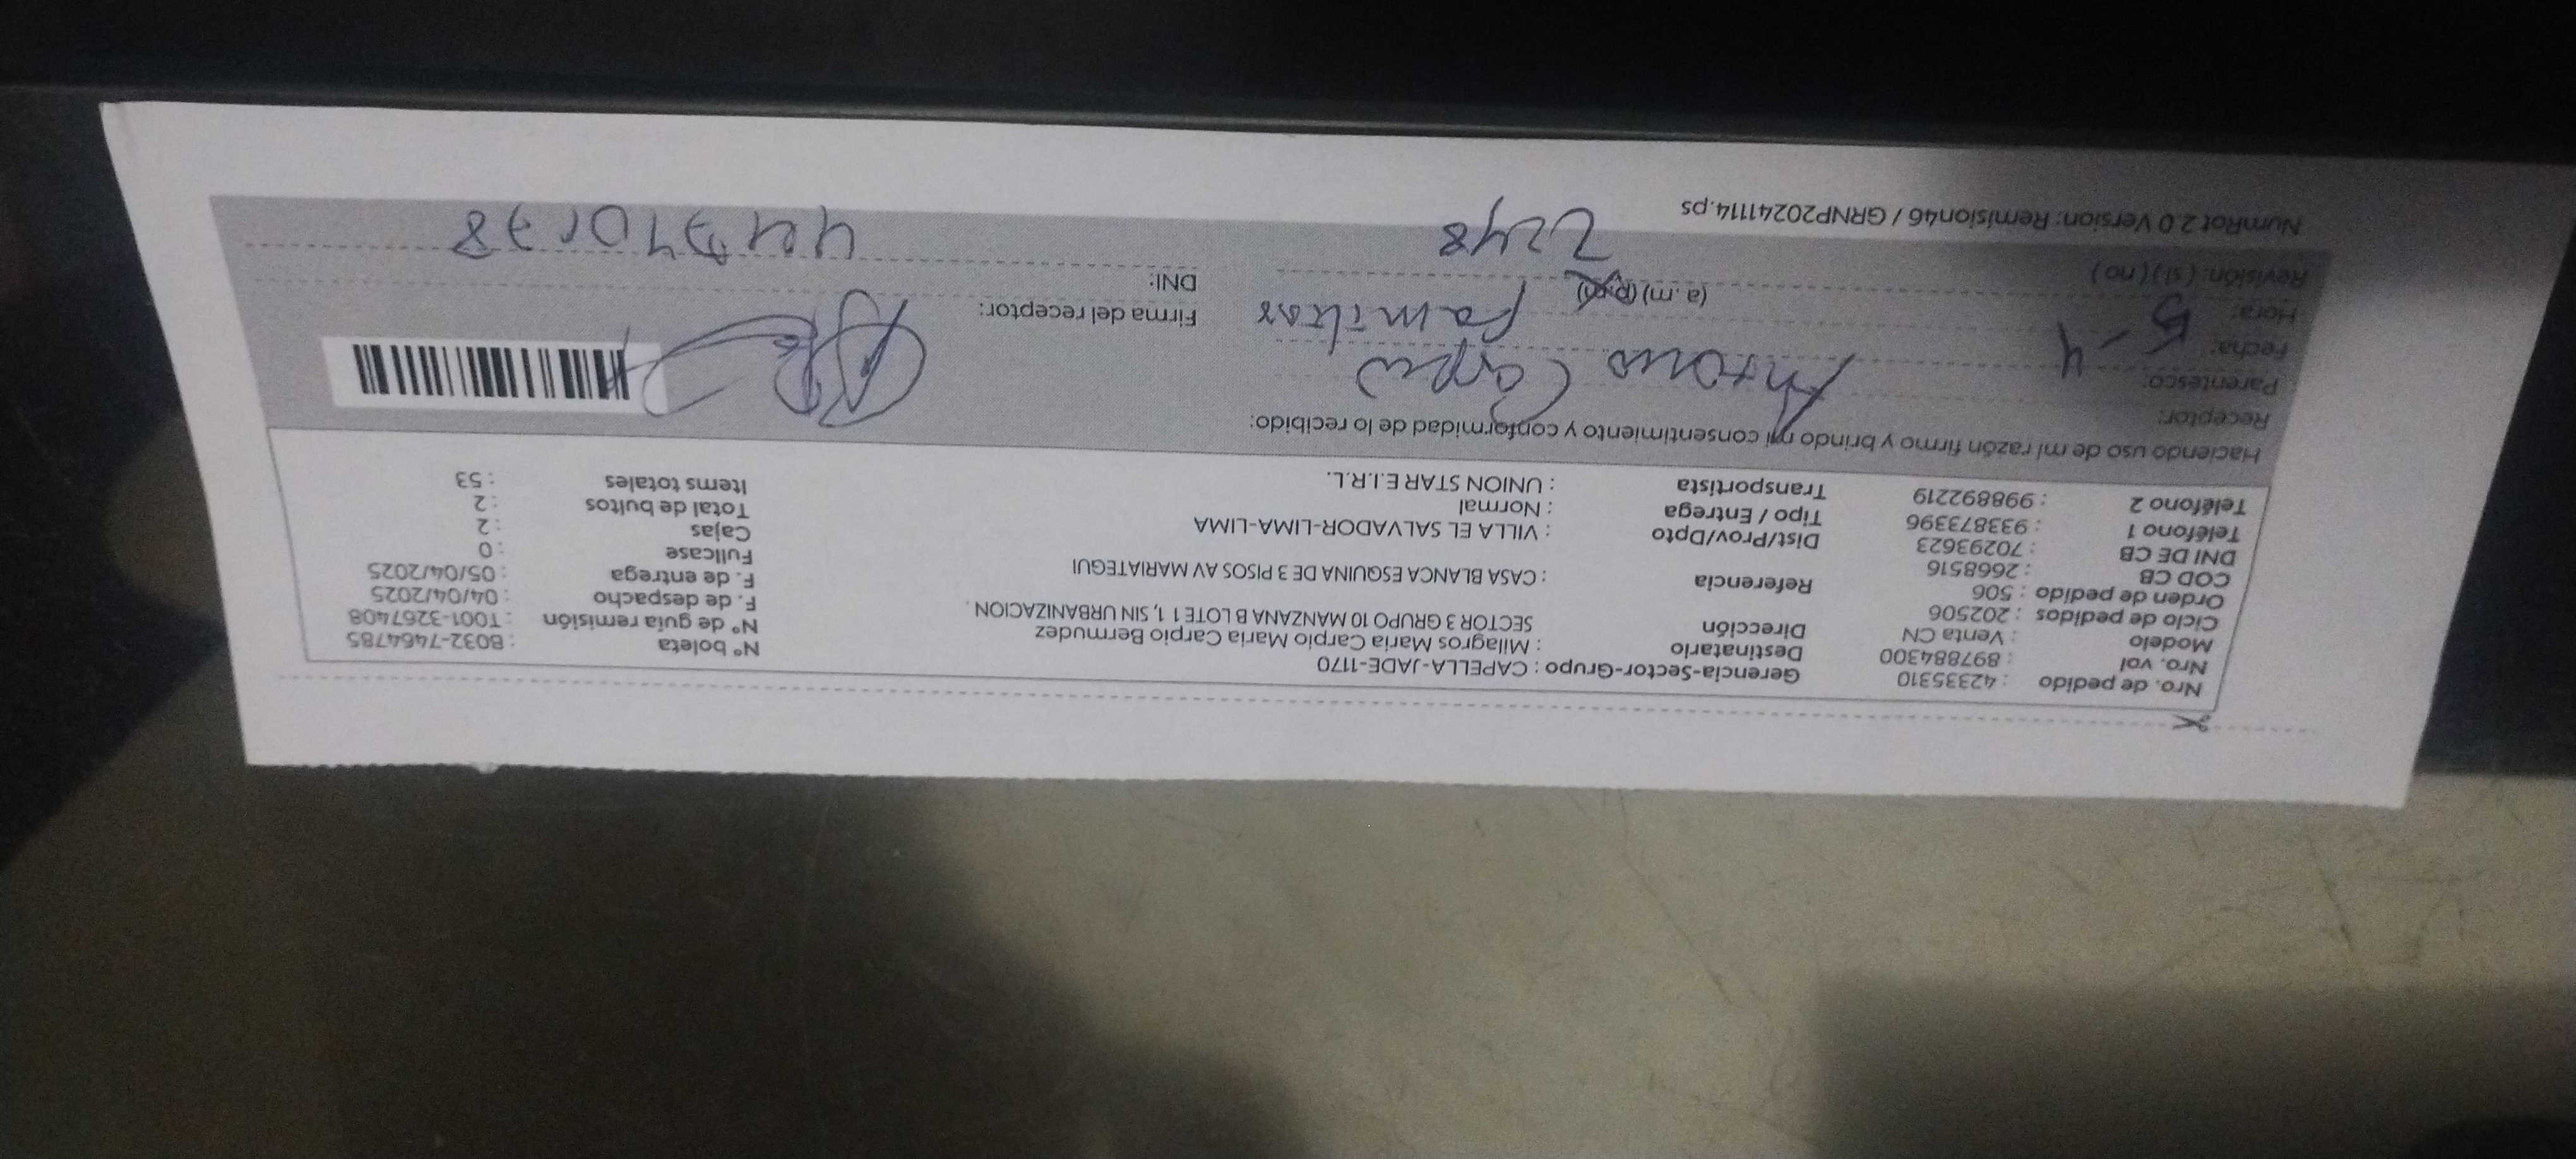 Nro. de pedido : 42335310 Gerencia-Sector-Grupo : CAPELLA-JADE-1170
Nro. vol : 897884300 Destinatario : Milagros Maria Carpio Maria Carpio Bermudez Nº boleta : B032-7464785
Modelo : Venta CN Dirección SECTOR 3 GRUPO 10 MANZANA B LOTE 1 1, SIN URBANIZACION . Nº de guía remisión : T001-3267408
Ciclo de pedidos : 202506 F. de despacho : 04/04/2025
Orden de pedido : 506 Referencia : CASA BLANCA ESQUINA DE 3 PISOS AV MARIATEGUI F. de entrega : 05/04/2025
COD CB : 2668516 Fullcase : 0
DNI DE CB : 70293623 Dist/Prov/Dpto : VILLA EL SALVADOR-LIMA-LIMA Cajas : 2
Teléfono 1 : 933873396 Tipo / Entrega : Normal Total de bultos : 2
Teléfono 2 : 998892219 Transportista : UNION STAR E.I.R.L. Items totales : 53
Haciendo uso de mi razón firmo y brindo mi consentimiento y conformidad de lo recibido:
Receptor: Antonio
Parentesco: familiar
Fecha: 5-4
Hora: (a.m) (p.m) Firma del receptor:
Revisión: ( si ) ( no ) DNI:
NumRot 2.0 Version: Remision46 / GRNP20241114.ps